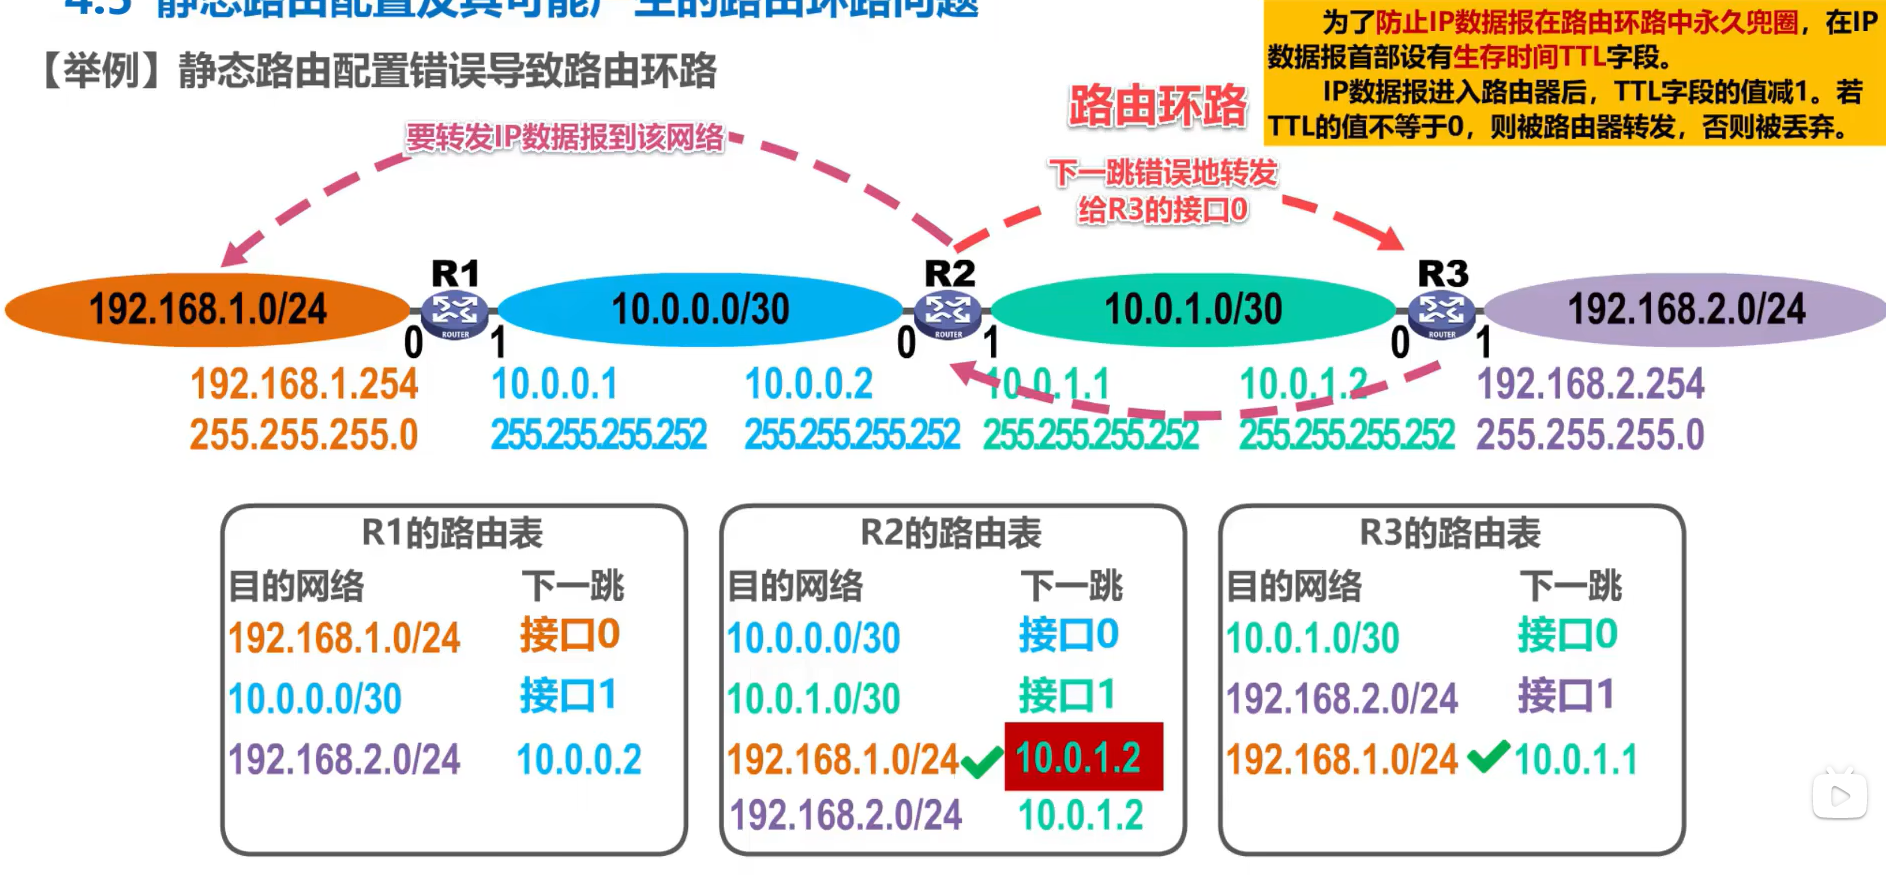 4.5 静态路由配置及其可能产生的路由环路问题
【举例】静态路由配置错误导致路由环路
为了防止IP数据报在路由环路中永久兜圈，在IP
数据报首部设有生存时间TTL字段。
IP数据报进入路由器后，TTL字段的值减1。若
TTL的值不等于0，则被路由器转发，否则被丢弃。
路由环路
要转发IP数据报到该网络
下一跳错误地转发
给R3的接口0
R1
R2
R3
192.168.1.0/24
10.0.0.0/30
10.0.1.0/30
192.168.2.0/24
ROUTER
ROUTER
ROUTER
0
1
0
1
0
1
192.168.1.254
10.0.0.1
10.0.0.2
10.0.1.1
10.0.1.2
192.168.2.254
255.255.255.0
255.255.255.252
255.255.255.252
255.255.255.252
255.255.255.252
255.255.255.0
R1的路由表
目的网络 下一跳
192.168.1.0/24 接口0
10.0.0.0/30 接口1
192.168.2.0/24 10.0.0.2
R2的路由表
目的网络 下一跳
10.0.0.0/30 接口0
10.0.1.0/30 接口1
192.168.1.0/24 10.0.1.2
192.168.2.0/24 10.0.1.2
R3的路由表
目的网络 下一跳
10.0.1.0/30 接口0
192.168.2.0/24 接口1
192.168.1.0/24 10.0.1.1